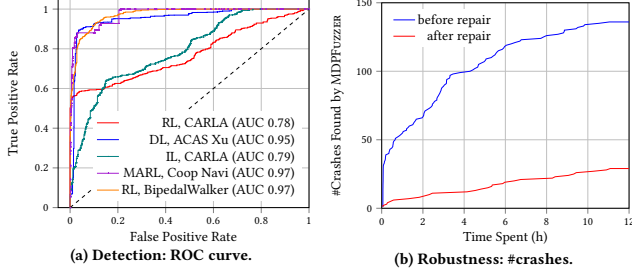 True Positive Rate
1
0.8
0.6
0.4
0.2
0
0
0.2
0.4
0.6
0.8
1
False Positive Rate
RL, CARLA (AUC 0.78)
DL, ACAS Xu (AUC 0.95)
IL, CARLA (AUC 0.79)
MARL, Coop Navi (AUC 0.97)
RL, BipedalWalker (AUC 0.97)
(a) Detection: ROC curve.
#Crashes Found by MDPFuzzer
150
100
50
0
0
2
4
6
8
10
12
Time Spent (h)
before repair
after repair
(b) Robustness: #crashes.